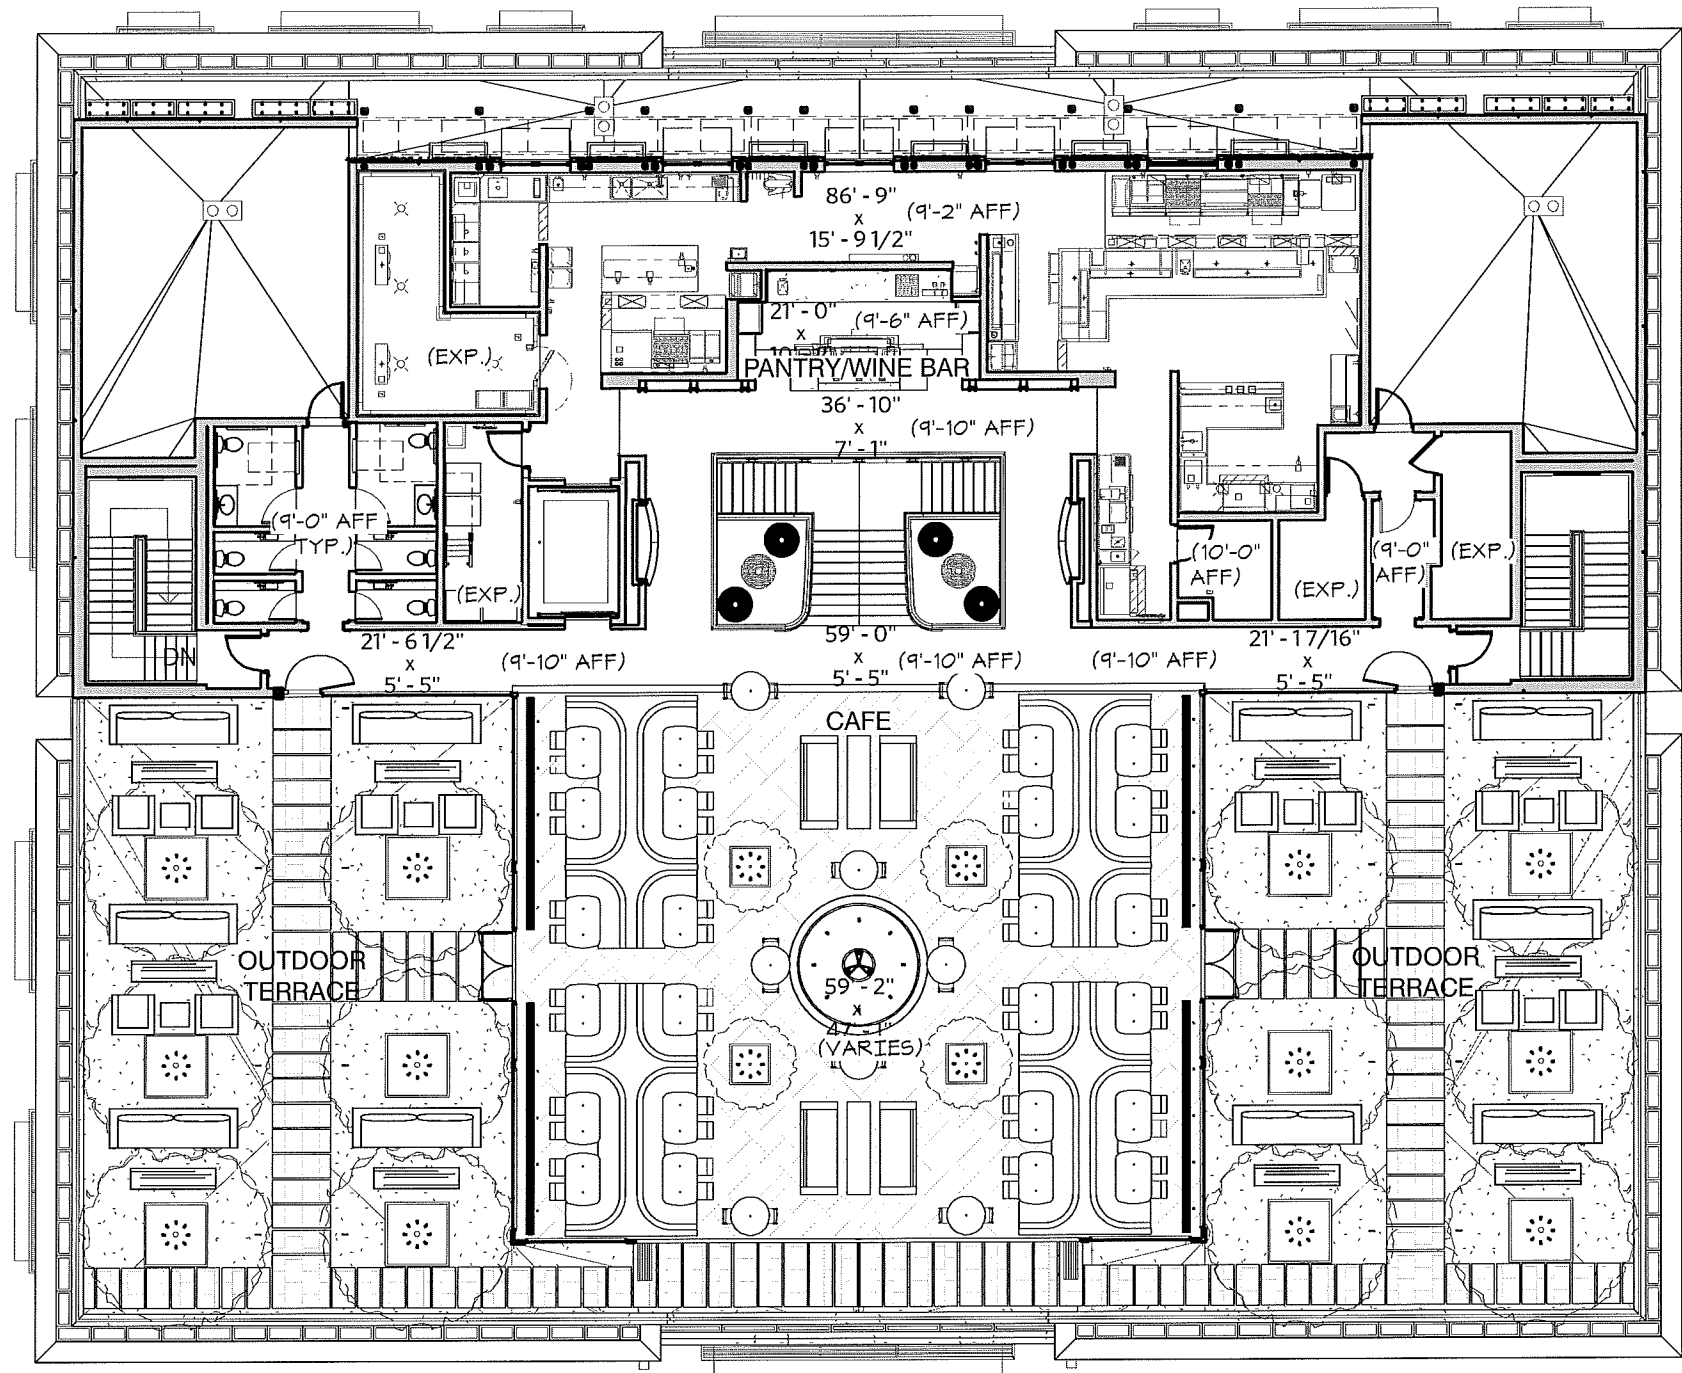 86' - 9"
x
15' - 9 1/2"
(9'-2" AFF)
21' - 0"
x
(9'-6" AFF)
PANTRY/WINE BAR
(EXP.)
36' - 10"
x
7' - 1"
(9'-10" AFF)
(9'-0" AFF
TYP.)
(EXP.)
(10'-0"
AFF)
(EXP.)
(9'-0"
AFF)
(EXP.)
DN
21' - 6 1/2"
x
5' - 5"
(9'-10" AFF)
59' - 0"
x
5' - 5"
(9'-10" AFF)
(9'-10" AFF)
21' - 1 7/16"
x
5' - 5"
CAFE
OUTDOOR
TERRACE
59' - 2"
x
47' - 1"
(VARIES)
OUTDOOR
TERRACE